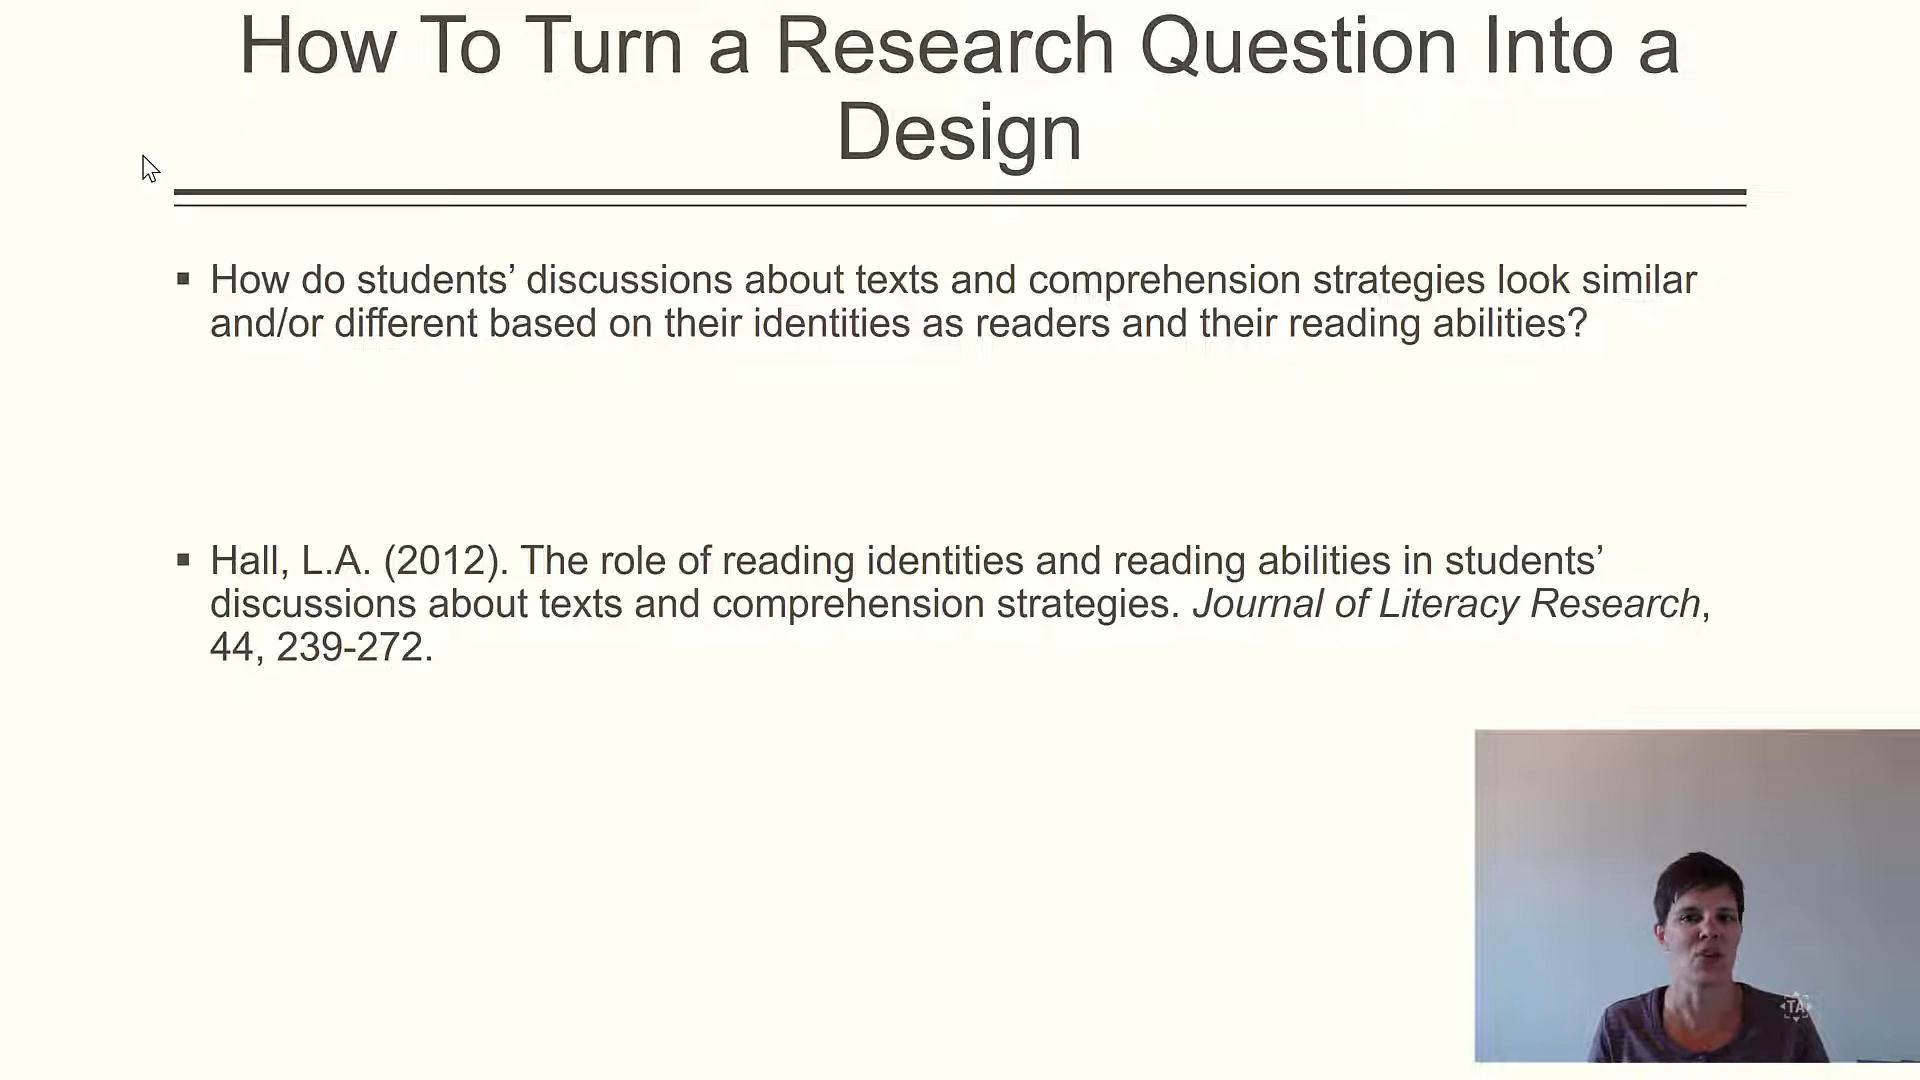 How To Turn a Research Question Into a
Design
▪ How do students’ discussions about texts and comprehension strategies look similar
and/or different based on their identities as readers and their reading abilities?
▪ Hall, L.A. (2012). The role of reading identities and reading abilities in students’
discussions about texts and comprehension strategies. Journal of Literacy Research,
44, 239-272.
TA